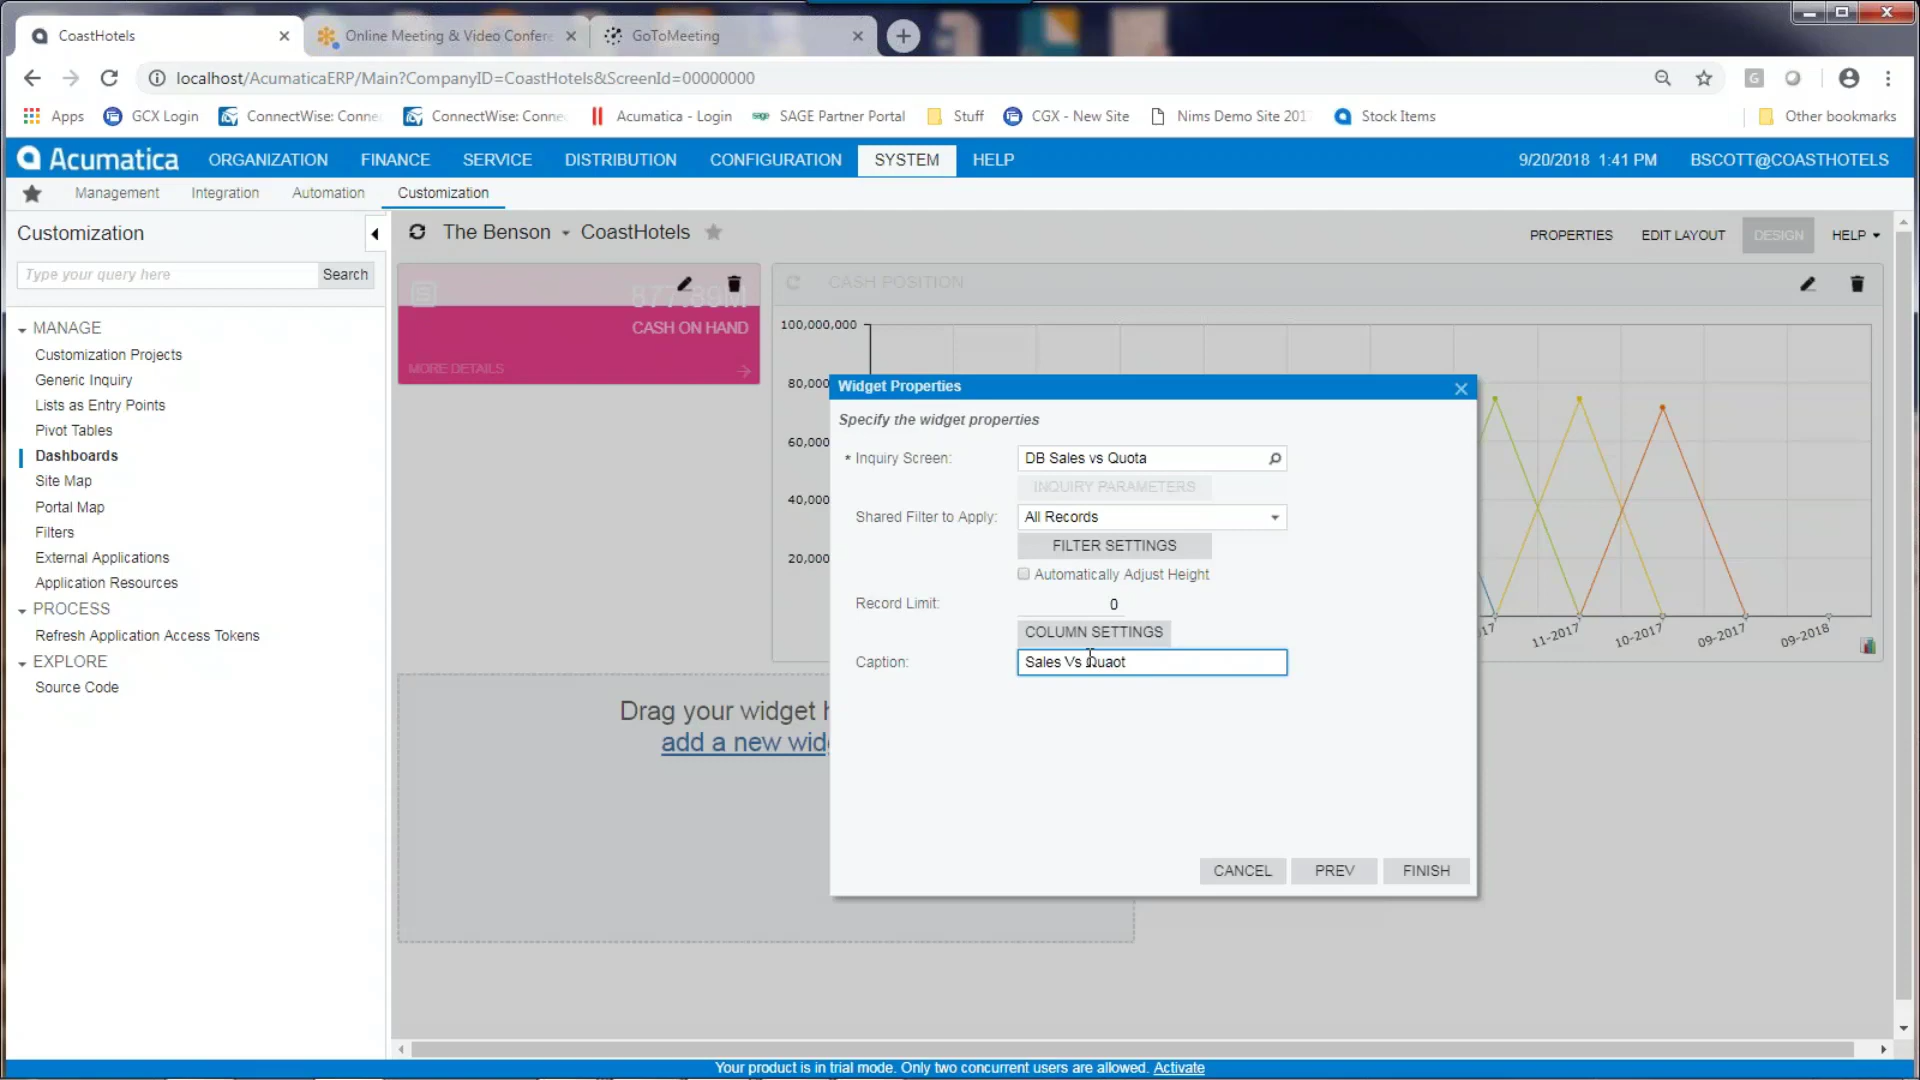 CoastHotels
Online Meeting & Video Confere
GoToMeeting
localhost/AcumaticaERP/Main?CompanyID=CoastHotels&ScreenId=00000000
Apps
GCX Login
ConnectWise: Conne
ConnectWise: Conne
Acumatica - Login
SAGE Partner Portal
Stuff
CGX - New Site
Nims Demo Site 201
Stock Items
Other bookmarks
Acumatica
ORGANIZATION
FINANCE
SERVICE
DISTRIBUTION
CONFIGURATION
SYSTEM
HELP
9/20/2018 1:41 PM
BSCOTT@COASTHOTELS
Management
Integration
Automation
Customization
Customization
Type your query here
Search
MANAGE
Customization Projects
Generic Inquiry
Lists as Entry Points
Pivot Tables
Dashboards
Site Map
Portal Map
Filters
External Applications
Application Resources
PROCESS
Refresh Application Access Tokens
EXPLORE
Source Code
The Benson
CoastHotels
PROPERTIES
EDIT LAYOUT
DESIGN
HELP
877.89M
CASH ON HAND
MORE DETAILS
CASH POSITION
100,000,000
80,000
60,000
40,000
20,000
17
11-2017
10-2017
09-2017
09-2018
Drag your widget h
add a new wid
Widget Properties
Specify the widget properties
* Inquiry Screen:
DB Sales vs Quota
INQUIRY PARAMETERS
Shared Filter to Apply:
All Records
FILTER SETTINGS
Automatically Adjust Height
Record Limit:
0
COLUMN SETTINGS
Caption:
Sales Vs Quaot
CANCEL
PREV
FINISH
Your product is in trial mode. Only two concurrent users are allowed. Activate